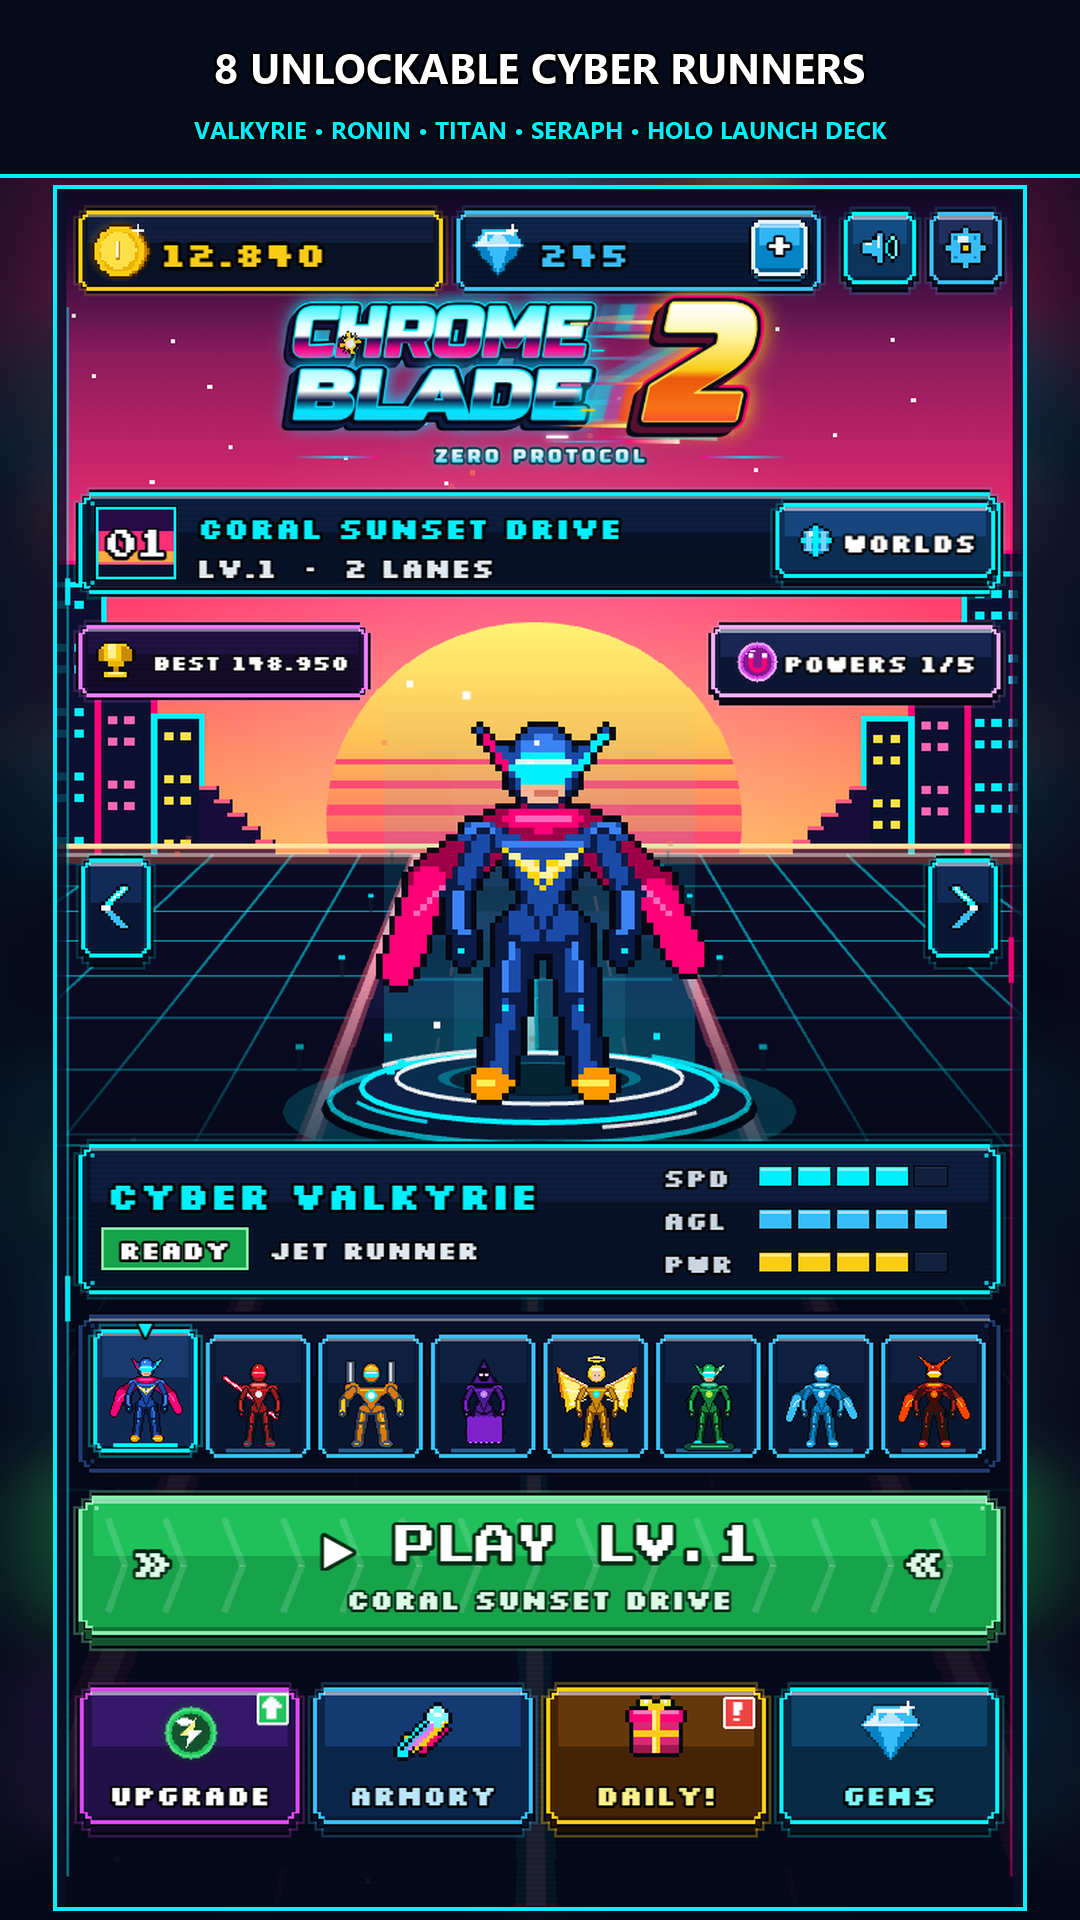 8 UNLOCKABLE CYBER RUNNERS
VALKYRIE • RONIN • TITAN • SERAPH • HOLO LAUNCH DECK
12.840
245
CHROME
BLADE 2
ZERO PROTOCOL
01
CORAL SUNSET DRIVE
LV.1 - 2 LANES
WORLDS
BEST 148.950
POWERS 1/5
CYBER VALKYRIE
READY
JET RUNNER
SPD
AGL
PWR
PLAY LV.1
CORAL SUNSET DRIVE
UPGRADE
ARMORY
DAILY!
GEMS